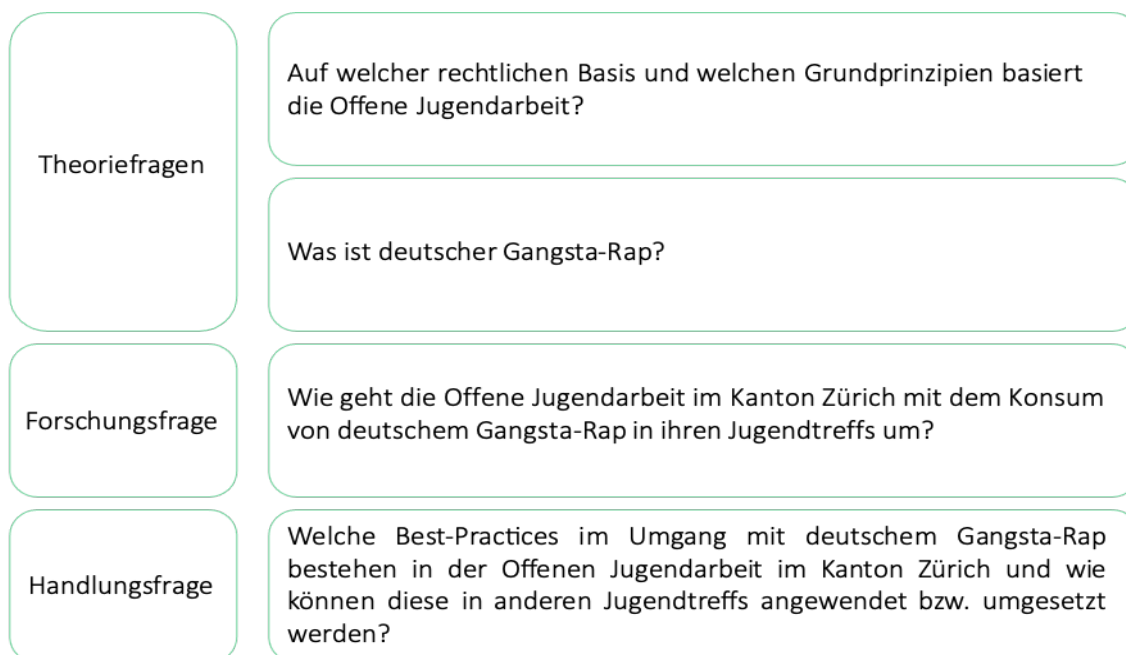 Theoriefragen
Auf welcher rechtlichen Basis und welchen Grundprinzipien basiert
die Offene Jugendarbeit?
Was ist deutscher Gangsta-Rap?
Forschungsfrage
Wie geht die Offene Jugendarbeit im Kanton Zürich mit dem Konsum
von deutschem Gangsta-Rap in ihren Jugendtreffs um?
Handlungsfrage
Welche Best-Practices im Umgang mit deutschem Gangsta-Rap
bestehen in der Offenen Jugendarbeit im Kanton Zürich und wie
können diese in anderen Jugendtreffs angewendet bzw. umgesetzt
werden?